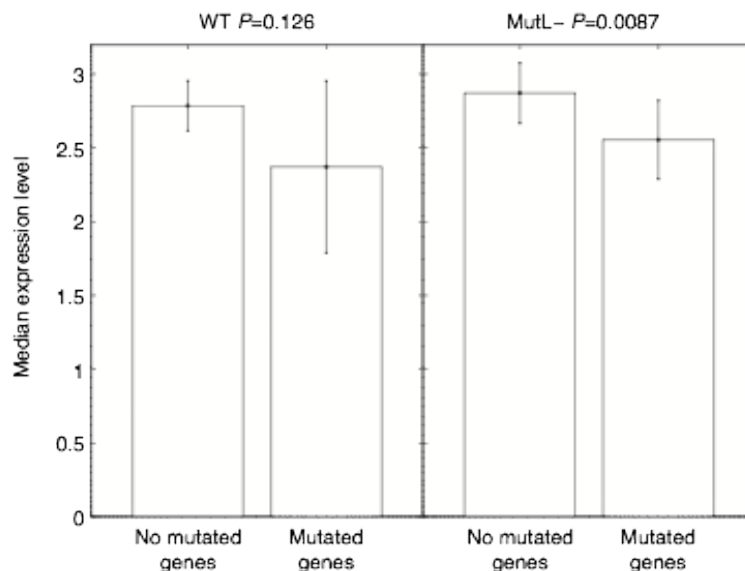 WT P=0.126
MutL– P=0.0087
Median expression level
3
2.5
2
1.5
1
0.5
0
No mutated
genes
Mutated
genes
No mutated
genes
Mutated
genes